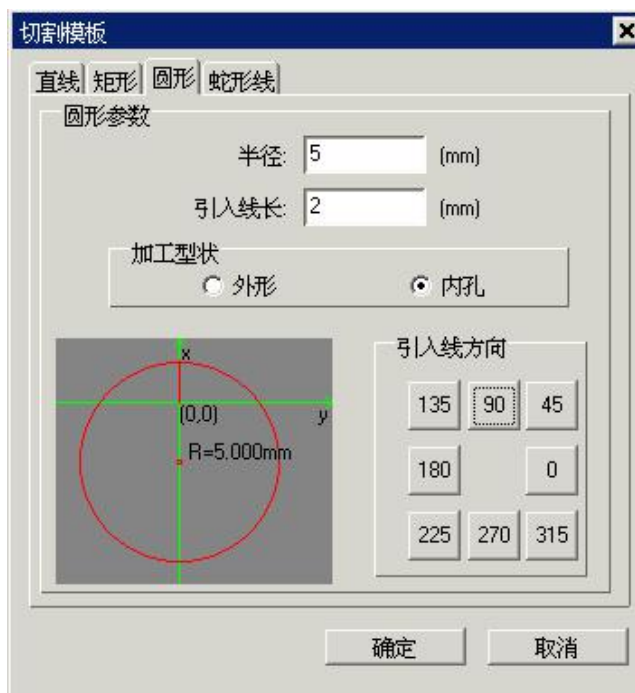 切割模板
直线 矩形 圆形 蛇形线
圆形参数
半径: 5 (mm)
引入线长: 2 (mm)
加工型状
外形 内孔
引入线方向
x
(0,0) y
R=5.000mm
135 90 45
180 0
225 270 315
确定 取消